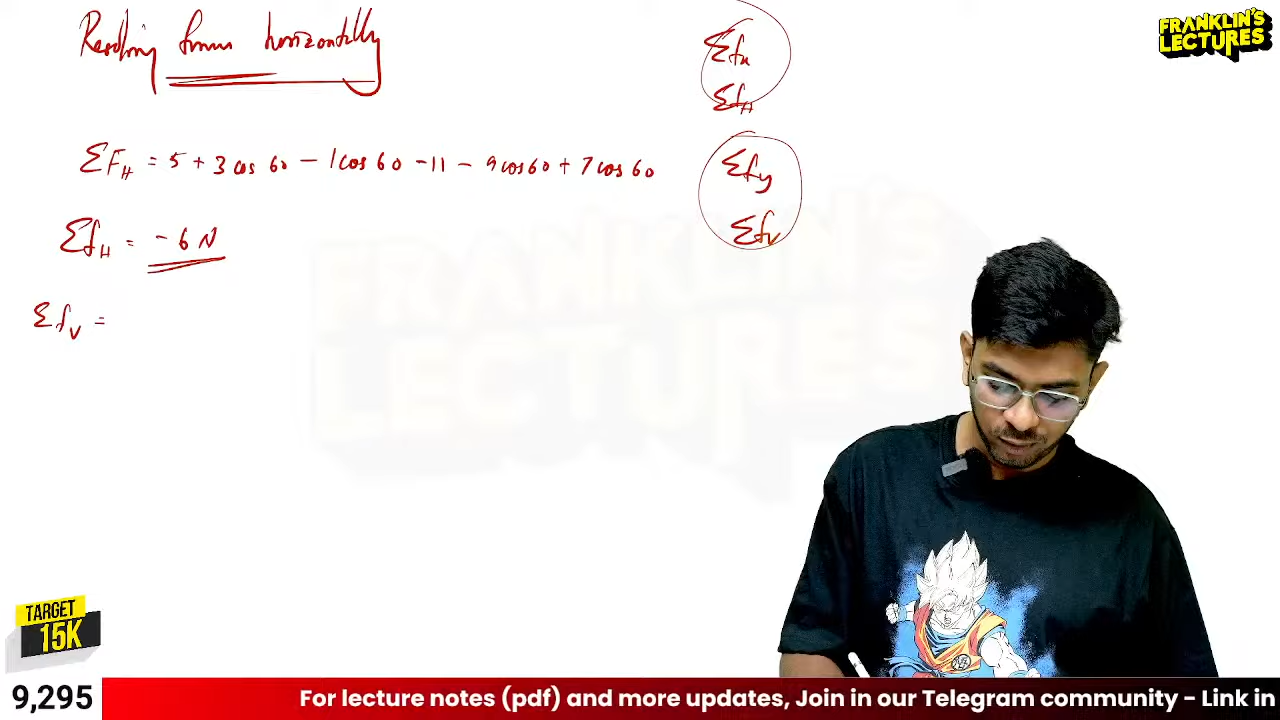 Resolving forces horizontally
ΣFH = 5 + 3 cos 60 - 1 cos 60 - 11 - 9 cos 60 + 7 cos 60
ΣfH = - 6 N
Σfv =
Σfx
ΣfH
Σfy
Σfv
FRANKLIN'S
LECTURES
FRANKLIN'S
LECTURES
TARGET
15K
9,295
For lecture notes (pdf) and more updates, Join in our Telegram community - Link in